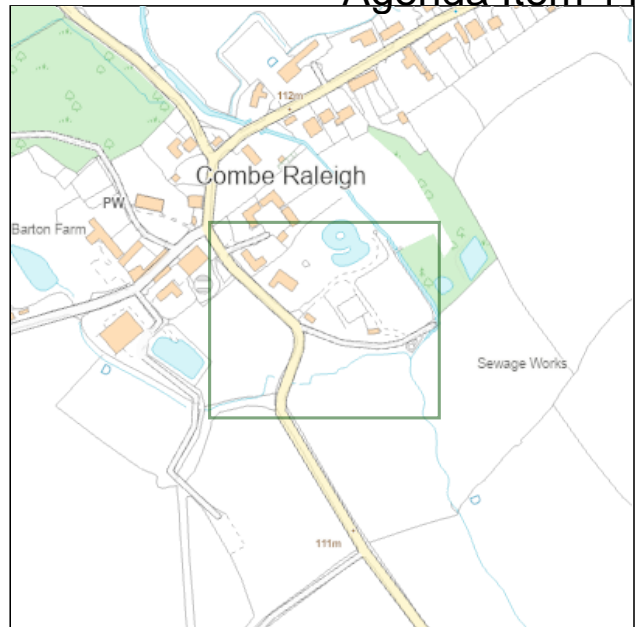 Agenda Item 11
112m
Combe Raleigh
PW
Barton Farm
Sewage Works
111m